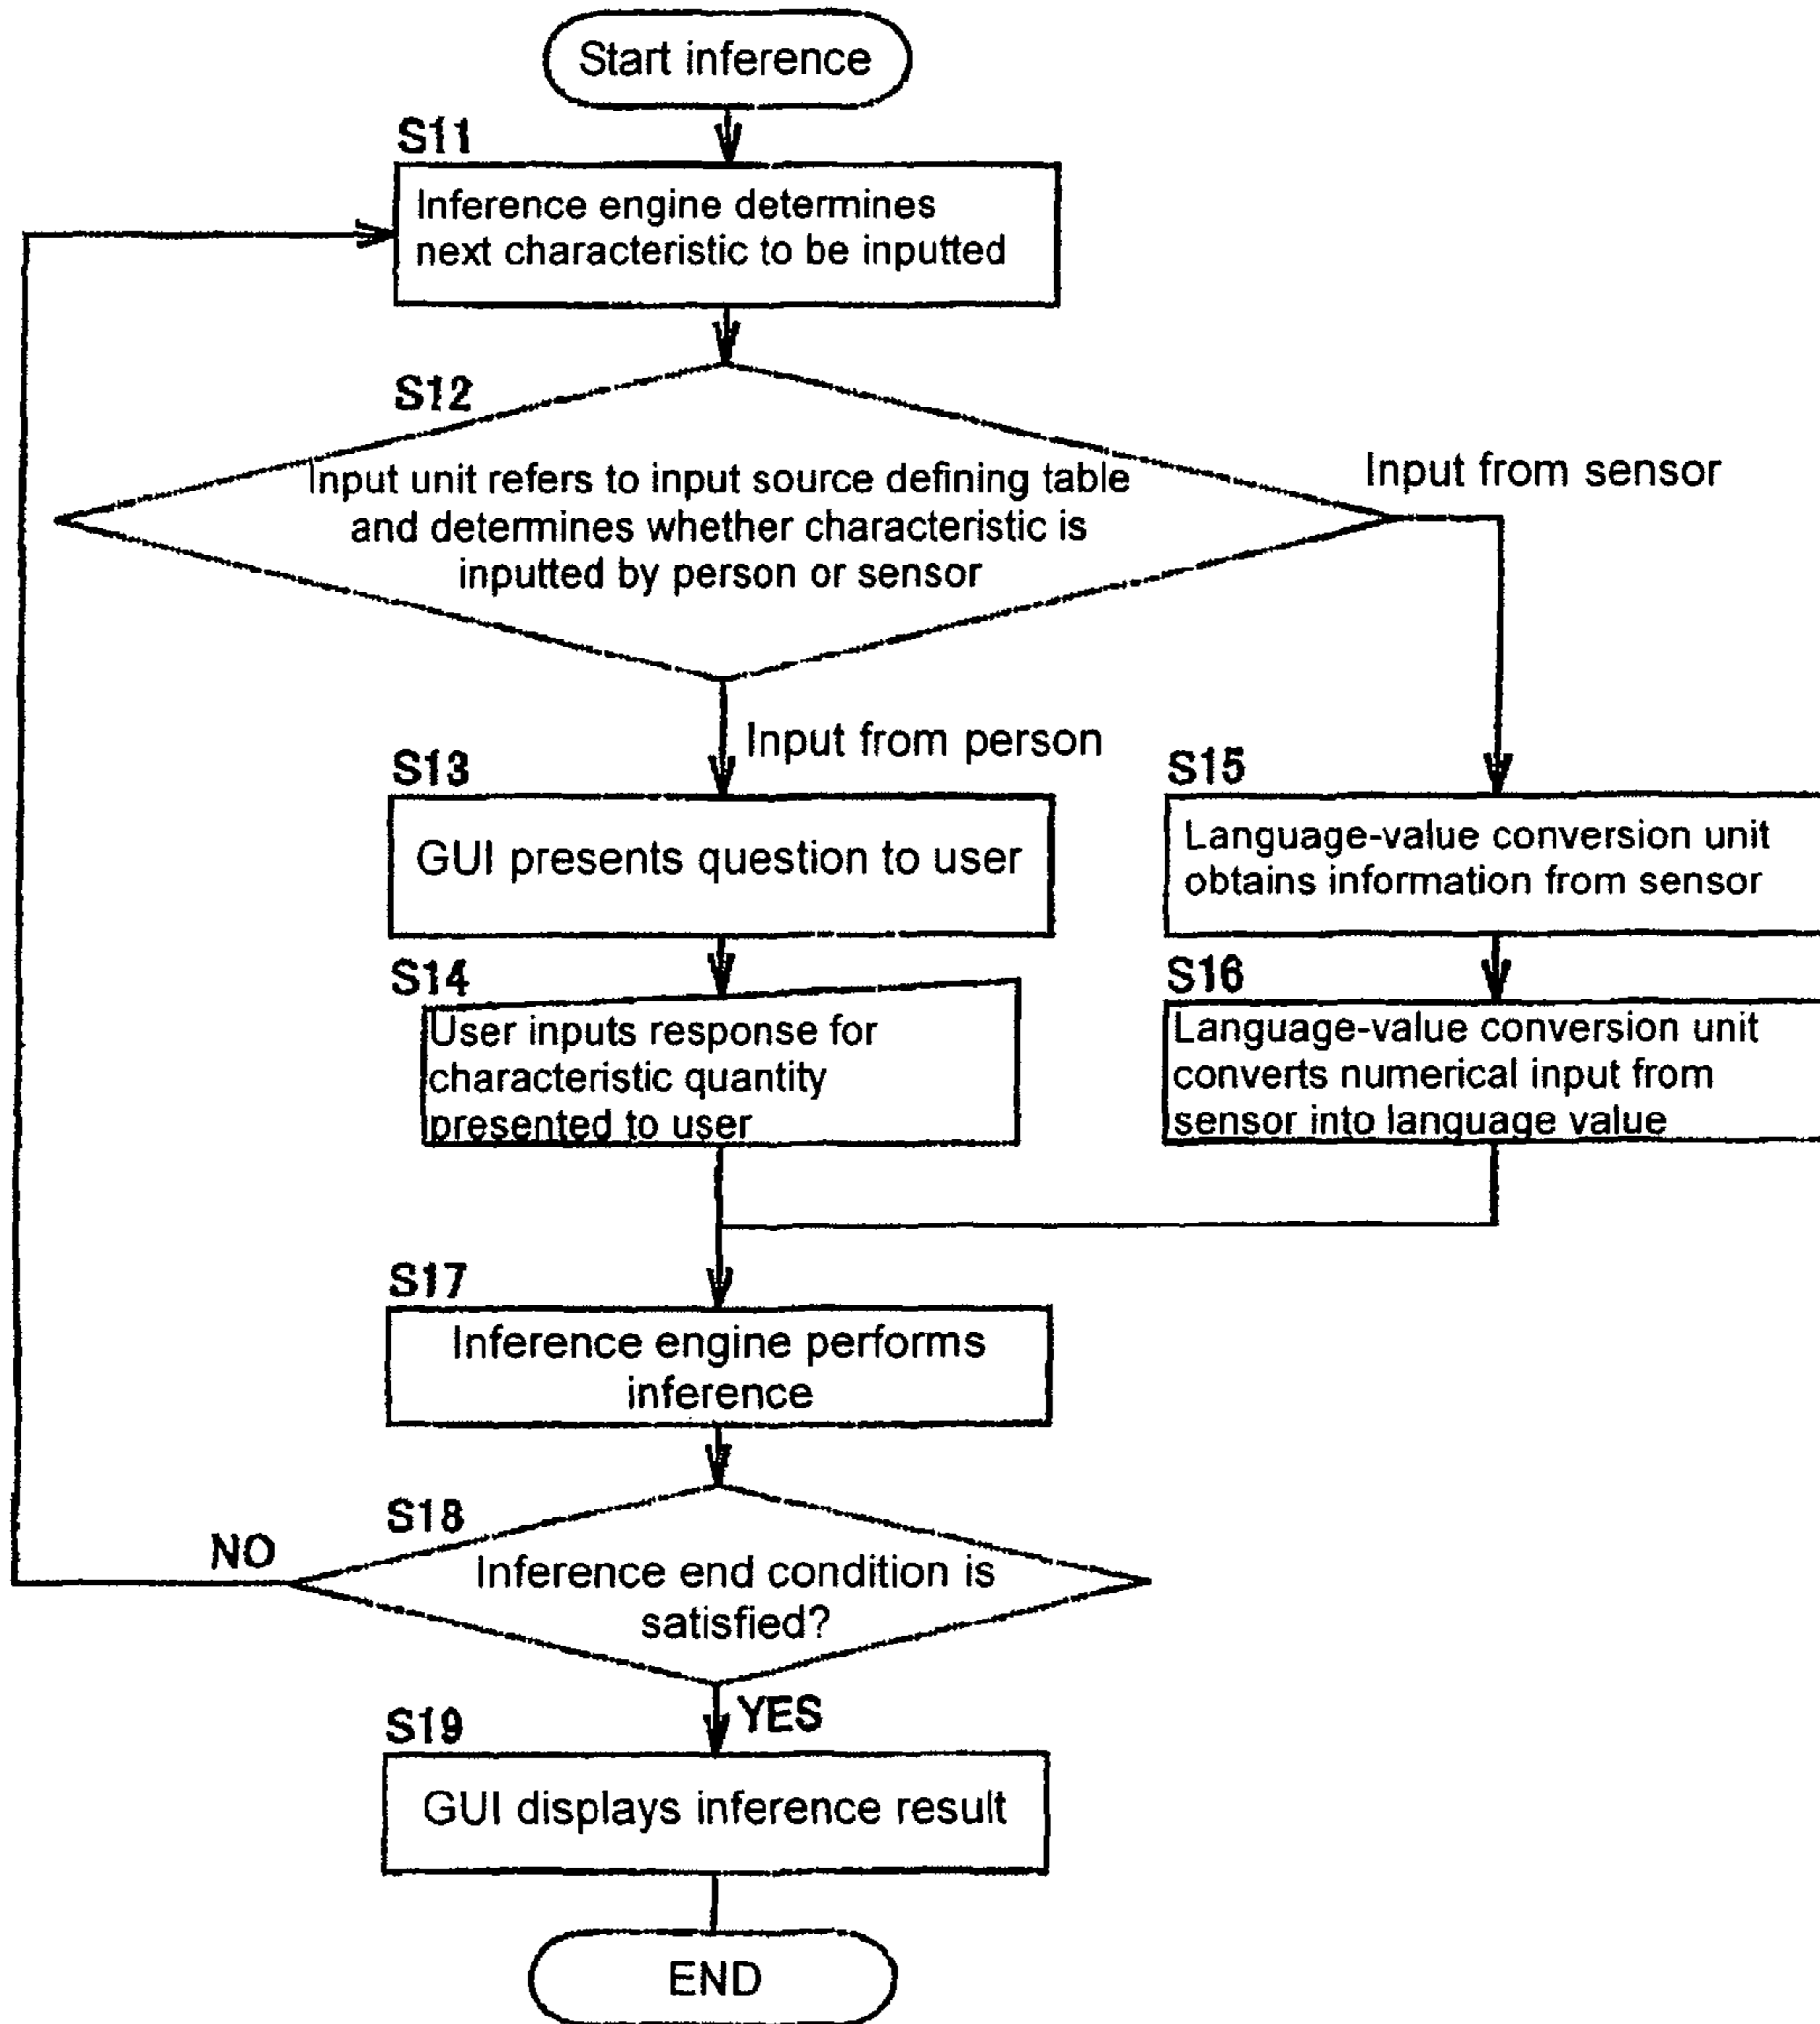 Start inference
S11
Inference engine determines
next characteristic to be inputted
S12
Input unit refers to input source defining table
and determines whether characteristic is
inputted by person or sensor
Input from sensor
Input from person
S13
GUI presents question to user
S15
Language-value conversion unit
obtains information from sensor
S14
User inputs response for
characteristic quantity
presented to user
S16
Language-value conversion unit
converts numerical input from
sensor into language value
S17
Inference engine performs
inference
S18
NO
Inference end condition is
satisfied?
YES
S19
GUI displays inference result
END